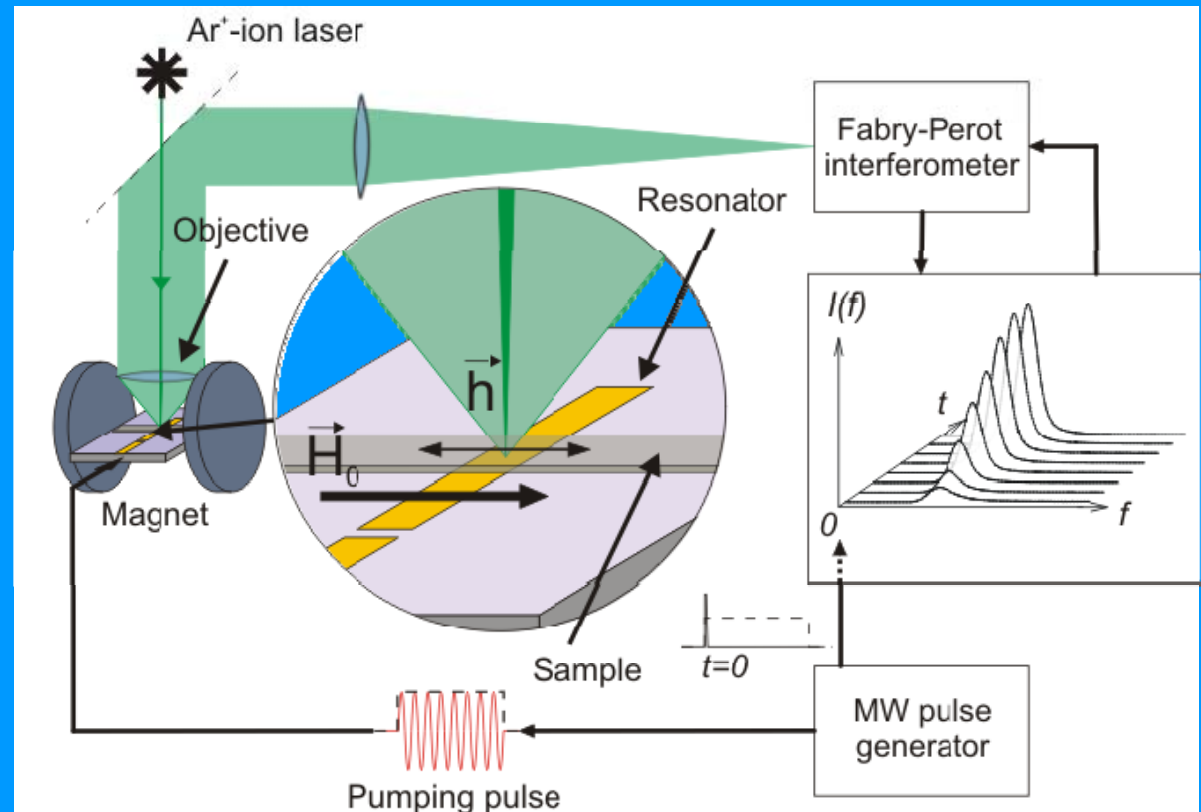 Ar⁺-ion laser
Fabry-Perot
interferometer
Resonator
Objective
I(f)
t
h
H₀
Magnet
0
f
Sample
t=0
MW pulse
generator
Pumping pulse